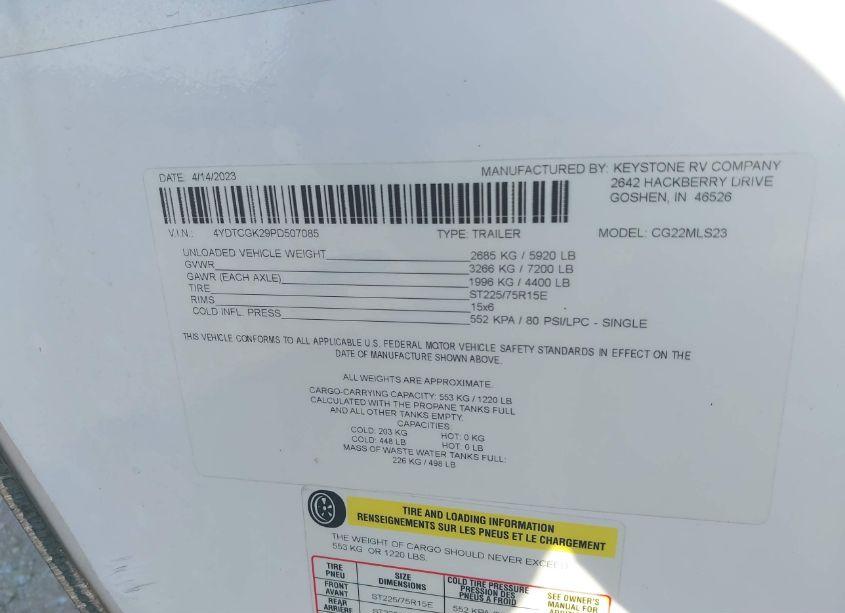 DATE: 4/14/2023
MANUFACTURED BY: KEYSTONE RV COMPANY
2642 HACKBERRY DRIVE
GOSHEN, IN 46526
V.I.N.: 4YDTCGK29PD507085 TYPE: TRAILER MODEL: CG22MLS23
UNLOADED VEHICLE WEIGHT 2685 KG / 5920 LB
GVWR 3266 KG / 7200 LB
GAWR (EACH AXLE) 1996 KG / 4400 LB
TIRE ST225/75R15E
RIMS 15x6
COLD INFL. PRESS 552 KPA / 80 PSI/LPC - SINGLE
THIS VEHICLE CONFORMS TO ALL APPLICABLE U.S. FEDERAL MOTOR VEHICLE SAFETY STANDARDS IN EFFECT ON THE
DATE OF MANUFACTURE SHOWN ABOVE.
ALL WEIGHTS ARE APPROXIMATE.
CARGO-CARRYING CAPACITY: 553 KG / 1220 LB
CALCULATED WITH THE PROPANE TANKS FULL
AND ALL OTHER TANKS EMPTY.
CAPACITIES:
COLD: 203 KG HOT: 0 KG
COLD: 448 LB HOT: 0 LB
MASS OF WASTE WATER TANKS FULL:
226 KG / 498 LB
TIRE AND LOADING INFORMATION
RENSEIGNEMENTS SUR LES PNEUS ET LE CHARGEMENT
THE WEIGHT OF CARGO SHOULD NEVER EXCEED
553 KG OR 1220 LBS.
TIRE
PNEU
SIZE
DIMENSIONS
COLD TIRE PRESSURE
PRESSION DES
PNEUS A FROID
SEE OWNER'S
MANUAL FOR
FRONT
AVANT
ST225/75R15E
REAR
ARRIÈRE